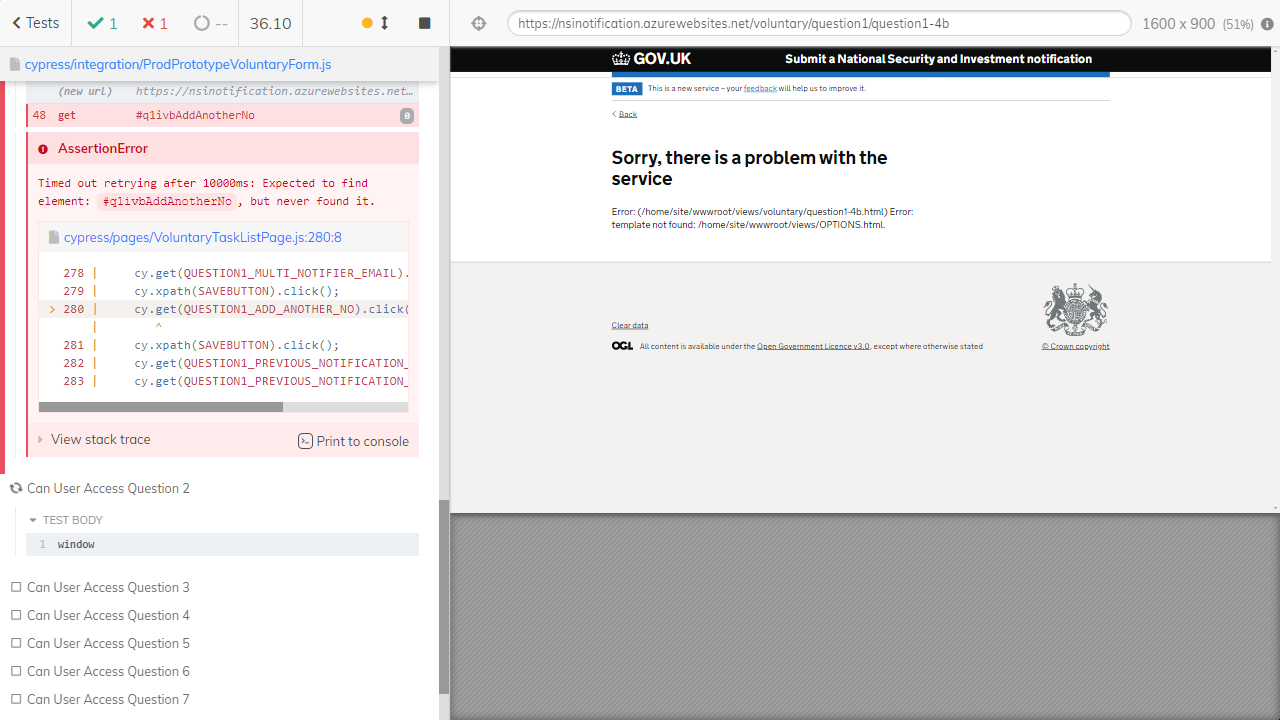 Tests
1
1
--
36.10
https://nsinotification.azurewebsites.net/voluntary/question1/question1-4b
1600 x 900 (51%)
cypress/integration/ProdPrototypeVoluntaryForm.js
(new url) https://nsinotification.azurewebsites.net…
48 get #q1ivbAddAnotherNo 0
AssertionError
Timed out retrying after 10000ms: Expected to find
element: #q1ivbAddAnotherNo, but never found it.
cypress/pages/VoluntaryTaskListPage.js:280:8
278 | cy.get(QUESTION1_MULTI_NOTIFIER_EMAIL).
279 | cy.xpath(SAVEBUTTON).click();
> 280 | cy.get(QUESTION1_ADD_ANOTHER_NO).click(
| ^
281 | cy.xpath(SAVEBUTTON).click();
282 | cy.get(QUESTION1_PREVIOUS_NOTIFICATION_
283 | cy.get(QUESTION1_PREVIOUS_NOTIFICATION_
View stack trace
Print to console
Can User Access Question 2
TEST BODY
1 window
Can User Access Question 3
Can User Access Question 4
Can User Access Question 5
Can User Access Question 6
Can User Access Question 7
GOV.UK
Submit a National Security and Investment notification
BETA This is a new service – your feedback will help us to improve it.
Back
Sorry, there is a problem with the
service
Error: (/home/site/wwwroot/views/voluntary/question1-4b.html) Error:
template not found: /home/site/wwwroot/views/OPTIONS.html.
Clear data
OGL All content is available under the Open Government Licence v3.0, except where otherwise stated
© Crown copyright